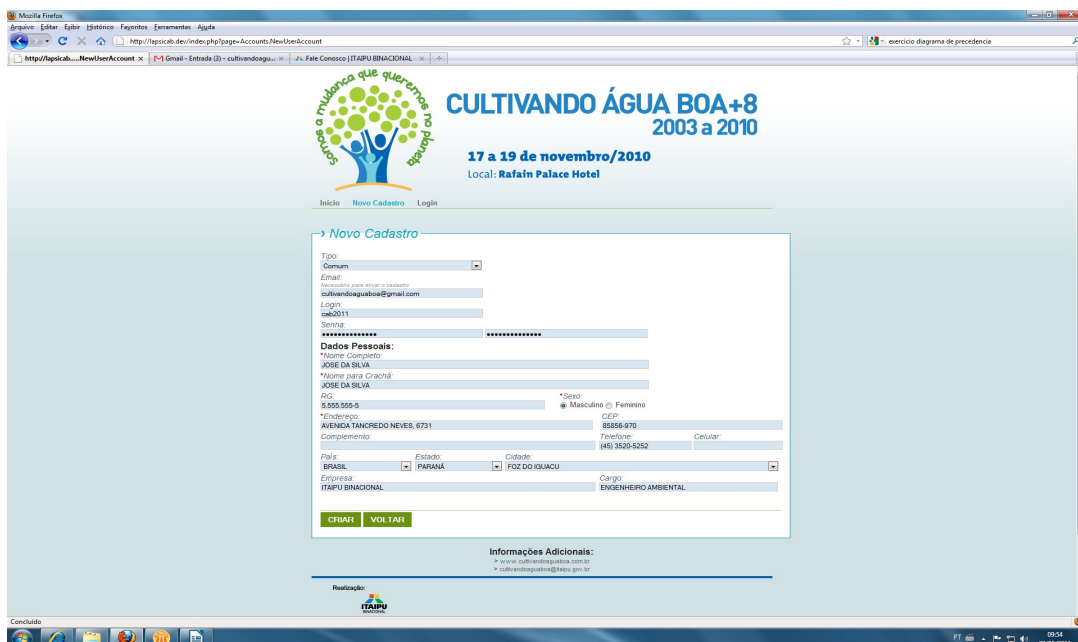 Mozilla Firefox
Arquivo Editar Exibir Histórico Favoritos Ferramentas Ajuda
http://lapsicab.dev/index.php?page=Accounts.NewUserAccount
exercicio diagrama de precedencia
http://lapsicab.....NewUserAccount
Gmail - Entrada (3) - cultivandoagu...
Fale Conosco | ITAIPU BINACIONAL
somos a mudança que queremos no planeta
CULTIVANDO ÁGUA BOA+8
2003 a 2010
17 a 19 de novembro/2010
Local: Rafain Palace Hotel
Início Novo Cadastro Login
› Novo Cadastro
Tipo:
Comum
Email:
Necessário para ativar o cadastro
cultivandoaguaboa@gmail.com
Login:
cab2011
Senha:
•••••••••••••• ••••••••••••••
Dados Pessoais:
*Nome Completo:
JOSE DA SILVA
*Nome para Crachá:
JOSE DA SILVA
RG: *Sexo:
5.555.555-5 Masculino Feminino
*Endereço: CEP:
AVENIDA TANCREDO NEVES, 6731 85856-970
Complemento: Telefone: Celular:
(45) 3520-5252
País: Estado: Cidade:
BRASIL PARANÁ FOZ DO IGUACU
Empresa: Cargo:
ITAIPU BINACIONAL ENGENHEIRO AMBIENTAL
CRIAR VOLTAR
Informações Adicionais:
www.cultivandoaguaboa.com.br
cultivandoaguaboa@itaipu.gov.br
Realização:
ITAIPU
BINACIONAL
Concluído
PT 09:54